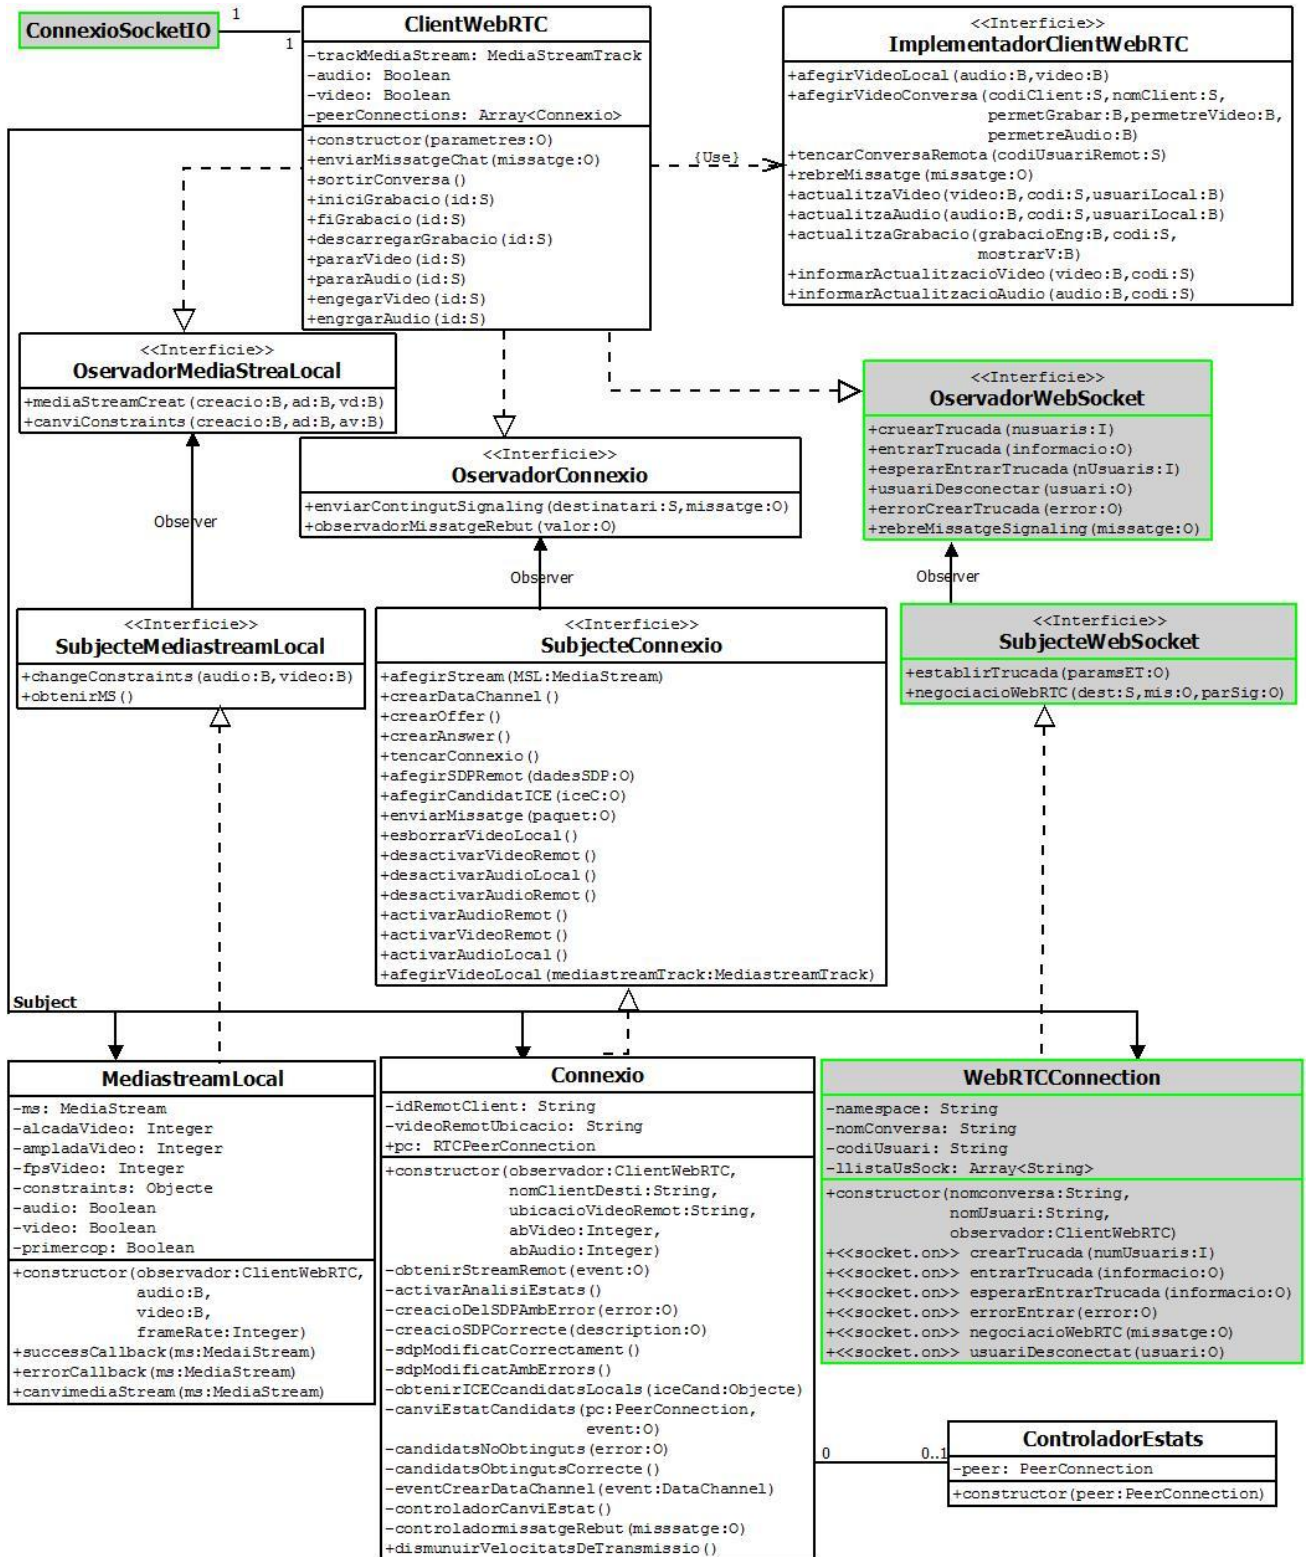 ConnexioSocketIO
1
1
ClientWebRTC
-trackMediaStream: MediaStreamTrack
-audio: Boolean
-video: Boolean
-peerConnections: Array<Connexio>
+constructor(parametres:O)
+enviarMissatgeChat(missatge:O)
+sortirConversa()
+iniciGrabacio(id:S)
+fiGrabacio(id:S)
+descarregarGrabacio(id:S)
+pararVideo(id:S)
+pararAudio(id:S)
+engegarVideo(id:S)
+engrgarAudio(id:S)
{Use}
<<Interficie>>
ImplementadorClientWebRTC
+afegirVideoLocal(audio:B,video:B)
+afegirVideoConversa(codiClient:S,nomClient:S,
permetGrabar:B,permetreVideo:B,
permetreAudio:B)
+tencarConversaRemota(codiUsuariRemot:S)
+rebreMissatge(missatge:O)
+actualitzaVideo(video:B,codi:S,usuariLocal:B)
+actualitzaAudio(audio:B,codi:S,usuariLocal:B)
+actualitzaGrabacio(grabacioEng:B,codi:S,
mostrarV:B)
+informarActualitzacioVideo(video:B,codi:S)
+informarActualitzacioAudio(audio:B,codi:S)
<<Interficie>>
OservadorMediaStreaLocal
+mediaStreamCreat(creacio:B,ad:B,vd:B)
+canviConstraints(creacio:B,ad:B,av:B)
<<Interficie>>
OservadorConnexio
+enviarContingutSignaling(destinatari:S,missatge:O)
+observadorMissatgeRebut(valor:O)
<<Interficie>>
OservadorWebSocket
+cruearTrucada(nusuaris:I)
+entrarTrucada(informacio:O)
+esperarEntrarTrucada(nUsuaris:I)
+usuariDesconectar(usuari:O)
+errorCrearTrucada(error:O)
+rebreMissatgeSignaling(missatge:O)
Observer
Observer
Observer
<<Interficie>>
SubjecteMediastreamLocal
+changeConstraints(audio:B,video:B)
+obtenirMS()
<<Interficie>>
SubjecteConnexio
+afegirStream(MSL:MediaStream)
+crearDataChannel()
+crearOffer()
+crearAnswer()
+tencarConnexio()
+afegirSDPRemot(dadesSDP:O)
+afegirCandidatICE(iceC:O)
+enviarMissatge(paquet:O)
+esborrarVideoLocal()
+desactivarVideoRemot()
+desactivarAudioLocal()
+desactivarAudioRemot()
+activarAudioRemot()
+activarVideoRemot()
+activarAudioLocal()
+afegirVideoLocal(mediastreamTrack:MediastreamTrack)
<<Interficie>>
SubjecteWebSocket
+establirTrucada(paramsET:O)
+negociacioWebRTC(dest:S,mis:O,parSig:O)
Subject
MediastreamLocal
-ms: MediaStream
-alcadaVideo: Integer
-ampladaVideo: Integer
-fpsVideo: Integer
-constraints: Objecte
-audio: Boolean
-video: Boolean
-primercop: Boolean
+constructor(observador:ClientWebRTC,
audio:B,
video:B,
frameRate:Integer)
+successCallback(ms:MedaiStream)
+errorCallback(ms:MediaStream)
+canvimediaStream(ms:MediaStream)
Connexio
-idRemotClient: String
-videoRemotUbicacio: String
+pc: RTCPeerConnection
+constructor(observador:ClientWebRTC,
nomClientDesti:String,
ubicacioVideoRemot:String,
abVideo:Integer,
abAudio:Integer)
-obtenirStreamRemot(event:O)
-activarAnalisiEstats()
-creacioDelSDPAmbError(error:O)
-creacioSDPCorrecte(description:O)
-sdpModificatCorrectament()
-sdpModificatAmbErrors()
-obtenirICECcandidatsLocals(iceCand:Objecte)
-canviEstatCandidats(pc:PeerConnection,
event:O)
-candidatsNoObtinguts(error:O)
-candidatsObtingutsCorrecte()
-eventCrearDataChannel(event:DataChannel)
-controladorCanviEstat()
-controladormissatgeRebut(misssatge:O)
+dismunuirVelocitatsDeTransmissio()
WebRTCConnection
-namespace: String
-nomConversa: String
-codiUsuari: String
-llistaUsSock: Array<String>
+constructor(nomconversa:String,
nomUsuari:String,
observador:ClientWebRTC)
+<<socket.on>> crearTrucada(numUsuaris:I)
+<<socket.on>> entrarTrucada(informacio:O)
+<<socket.on>> esperarEntrarTrucada(informacio:O)
+<<socket.on>> errorEntrar(error:O)
+<<socket.on>> negociacioWebRTC(missatge:O)
+<<socket.on>> usuariDesconectat(usuari:O)
0
0..1
ControladorEstats
-peer: PeerConnection
+constructor(peer:PeerConnection)